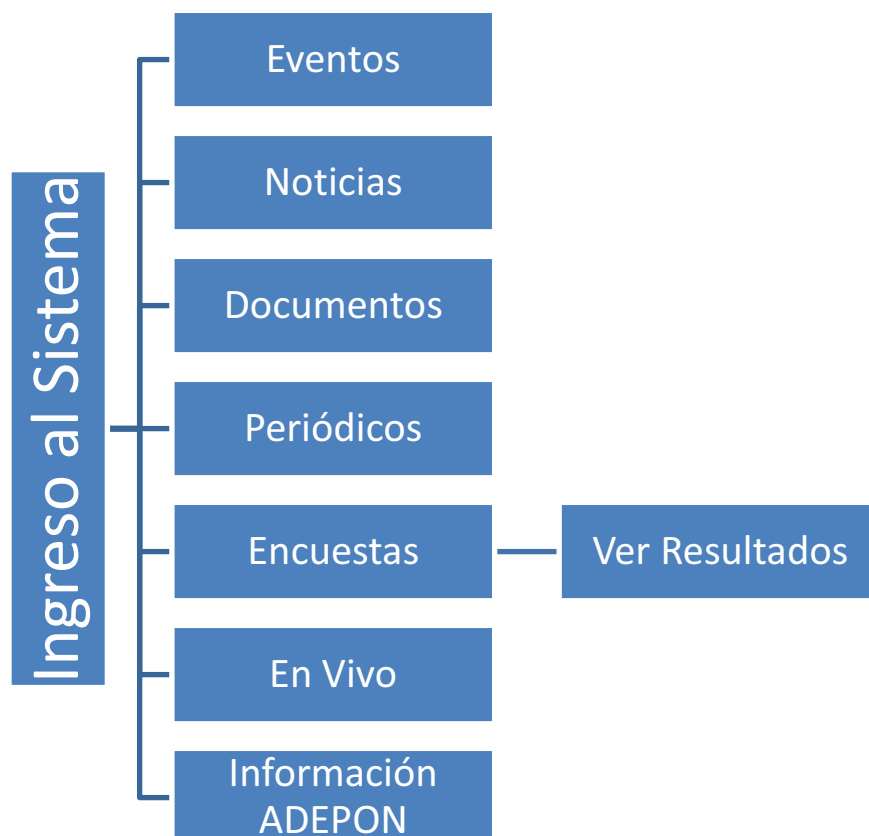 Ingreso al Sistema
Eventos
Noticias
Documentos
Periódicos
Encuestas
Ver Resultados
En Vivo
Información
ADEPON